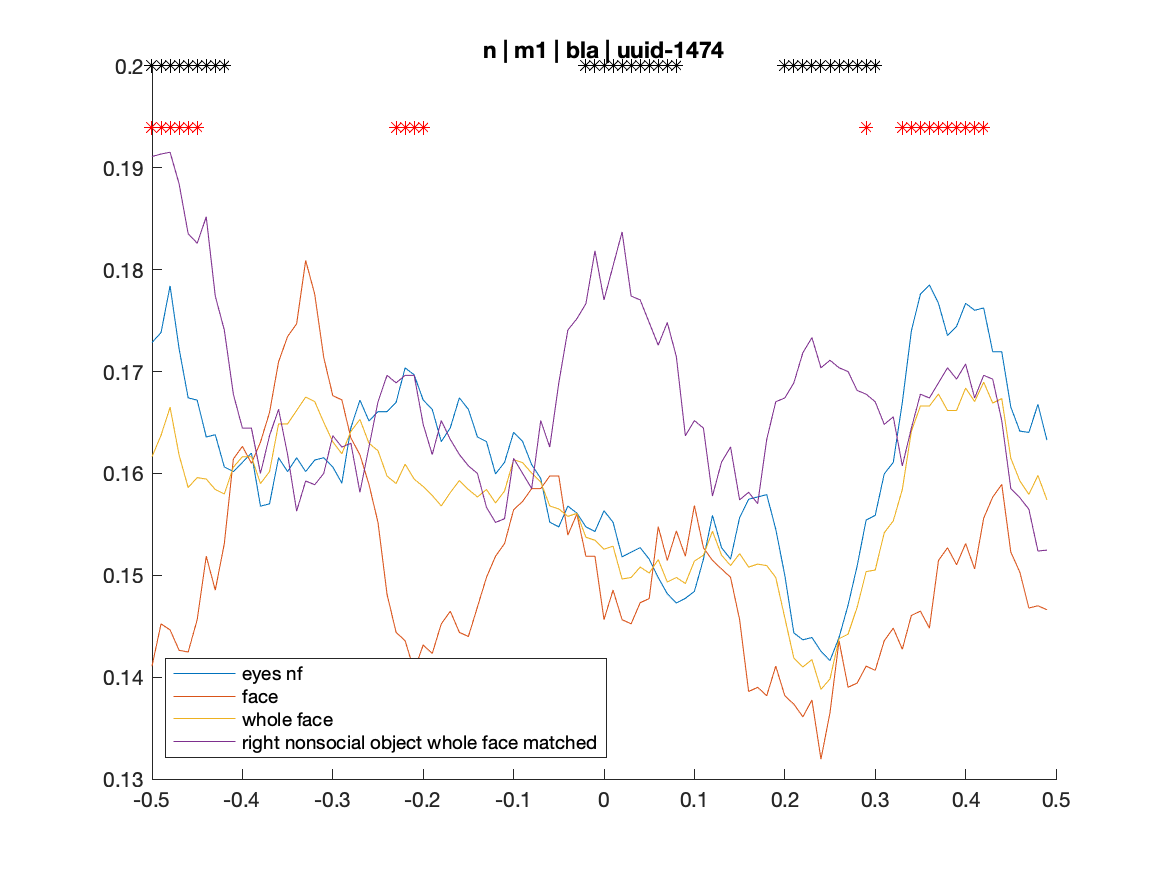 n | m1 | bla | uuid-1474
0.2
0.19
0.18
0.17
0.16
0.15
0.14
0.13
eyes nf
face
whole face
right nonsocial object whole face matched
-0.5 -0.4 -0.3 -0.2 -0.1 0 0.1 0.2 0.3 0.4 0.5